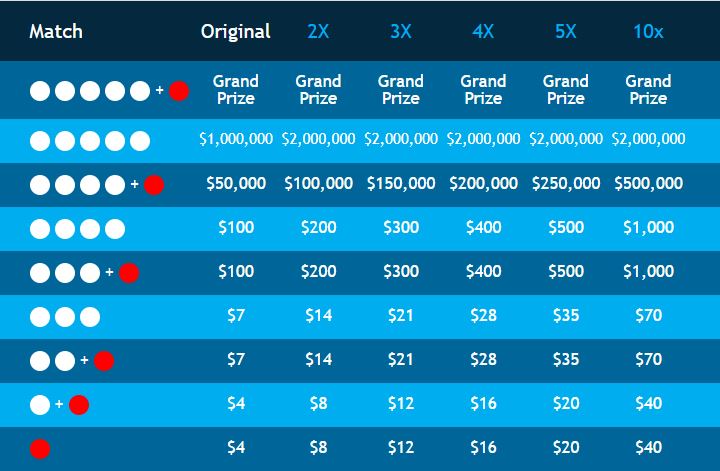 Match Original 2X 3X 4X 5X 10x
+ Grand Prize Grand Prize Grand Prize Grand Prize Grand Prize Grand Prize
$1,000,000 $2,000,000 $2,000,000 $2,000,000 $2,000,000 $2,000,000
+ $50,000 $100,000 $150,000 $200,000 $250,000 $500,000
$100 $200 $300 $400 $500 $1,000
+ $100 $200 $300 $400 $500 $1,000
$7 $14 $21 $28 $35 $70
+ $7 $14 $21 $28 $35 $70
+ $4 $8 $12 $16 $20 $40
$4 $8 $12 $16 $20 $40